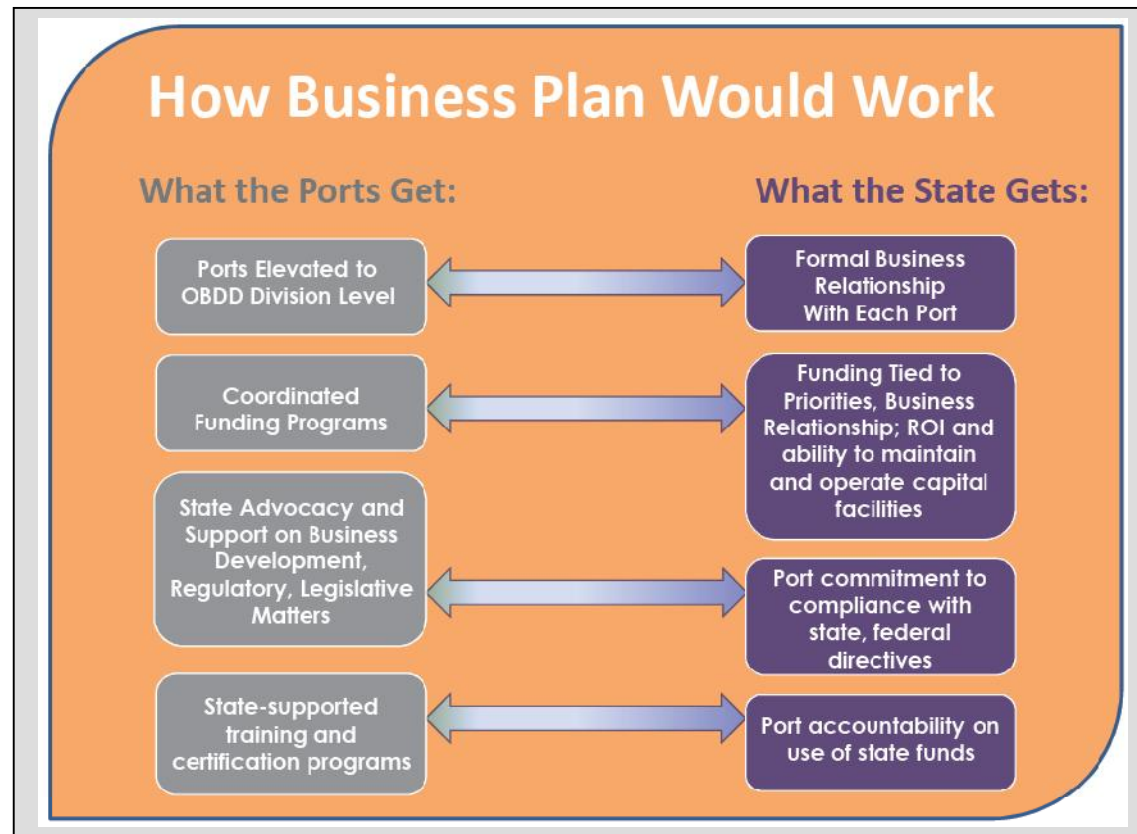 How Business Plan Would Work
What the Ports Get:
What the State Gets:
Ports Elevated to
OBDD Division Level
Formal Business
Relationship
With Each Port
Coordinated
Funding Programs
Funding Tied to
Priorities, Business
Relationship; ROI and
ability to maintain
and operate capital
facilities
State Advocacy and
Support on Business
Development,
Regulatory, Legislative
Matters
Port commitment to
compliance with
state, federal
directives
State-supported
training and
certification programs
Port accountability on
use of state funds